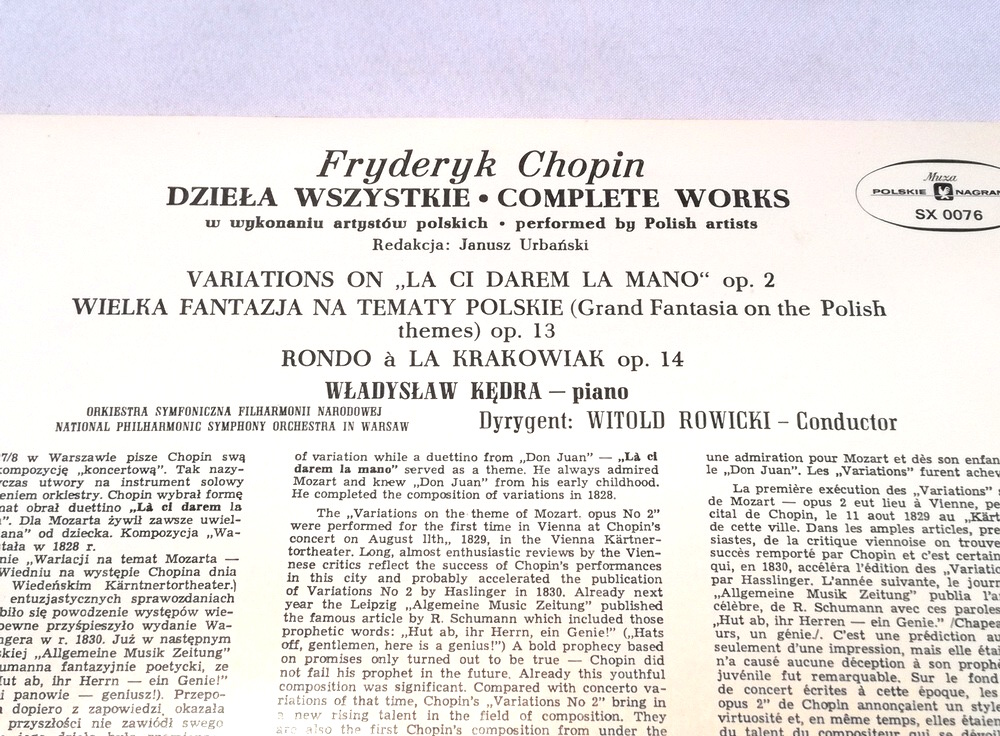 Fryderyk Chopin
DZIEŁA WSZYSTKIE • COMPLETE WORKS
w wykonaniu artystów polskich • performed by Polish artists
Redakcja: Janusz Urbański
Muza
POLSKIE NAGRAN
SX 0076
VARIATIONS ON „LA CI DAREM LA MANO“ op. 2
WIELKA FANTAZJA NA TEMATY POLSKIE (Grand Fantasia on the Polish
themes) op. 13
RONDO à LA KRAKOWIAK op. 14
WŁADYSŁAW KĘDRA — piano
ORKIESTRA SYMFONICZNA FILHARMONII NARODOWEJ
NATIONAL PHILHARMONIC SYMPHONY ORCHESTRA IN WARSAW
Dyrygent: WITOLD ROWICKI – Conductor
7/8 w Warszawie pisze Chopin swą
kompozycję „koncertową”. Tak nazy-
czas utwory na instrument solowy
eniem orkiestry. Chopin wybrał formę
mat obrał duettino „Là ci darem la
”. Dla Mozarta żywił zawsze uwiel-
ana” od dziecka. Kompozycja „Wa-
tała w 1828 r.
nie „Wariacji na temat Mozarta —
Wiedniu na występie Chopina dnia
Wiedeńskim Kärntnertortheater.)
entuzjastycznych sprawozdaniach
biło się powodzenie występów wie-
pewne przyśpieszyło wydanie Wa-
ngera w r. 1830. Już w następnym
skiej „Allgemeine Musik Zeitung”
umanna fantazyjnie poetycki, ze
ut ab, ihr Herrn — ein Genie!”
i panowie — geniusz!). Przepo-
a dopiero z zapowiedzi, okazała
przyszłości nie zawiódł swego
of variation while a duettino from „Don Juan” — „Là ci
darem la mano” served as a theme. He always admired
Mozart and knew „Don Juan” from his early childhood.
He completed the composition of variations in 1828.
The „Variations on the theme of Mozart. opus No 2”
were performed for the first time in Vienna at Chopin’s
concert on August 11th,, 1829, in the Vienna Kärtner-
tortheater. Long, almost enthusiastic reviews by the Vien-
nese critics reflect the success of Chopin’s performances
in this city and probably accelerated the publication
of Variations No 2 by Haslinger in 1830. Already next
year the Leipzig „Algemeine Music Zeitung” published
the famous article by R. Schumann which included those
prophetic words: „Hut ab, ihr Herrn, ein Genie!” („Hats
off, gentlemen, here is a genius!”) A bold prophecy based
on promises only turned out to be true — Chopin did
not fail his prophet in the future. Already this youthful
composition was significant. Compared with concerto va-
riations of that time, Chopin’s „Variations No 2” bring in
a new rising talent in the field of composition. They
are also the first Chopin’s composition from under the
une admiration pour Mozart et dès son enfan
le „Don Juan”. Les „Variations” furent achev
La première exécution des „Variations”
de Mozart — opus 2 eut lieu à Vienne, pe
cital de Chopin, le 11 aout 1829 au „Kärt
de cette ville. Dans les amples articles, pre
siastes, de la critique viennoise on trouve
succès remporté par Chopin et c’est certain
qui, en 1830, accéléra l’édition des „Variatic
par Hasslinger. L’année suivante, le journ
„Allgemeine Musik Zeitung” publia l’a
célèbre, de R. Schumann avec ces paroles
„Hut ab, ihr Herren — ein Genie.” /Chapea
urs, un génie/. C’est une prédiction au
seulement d’une impression, mais elle étai
n’a causé aucune déception à son prophè
juvénile fut remarquable. Sur le fond
de concert écrites à cette époque, les
opus 2” de Chopin annonçaient un style
virtuosité et, en même temps, elles étaien
du talent du compositeur qui se dévo